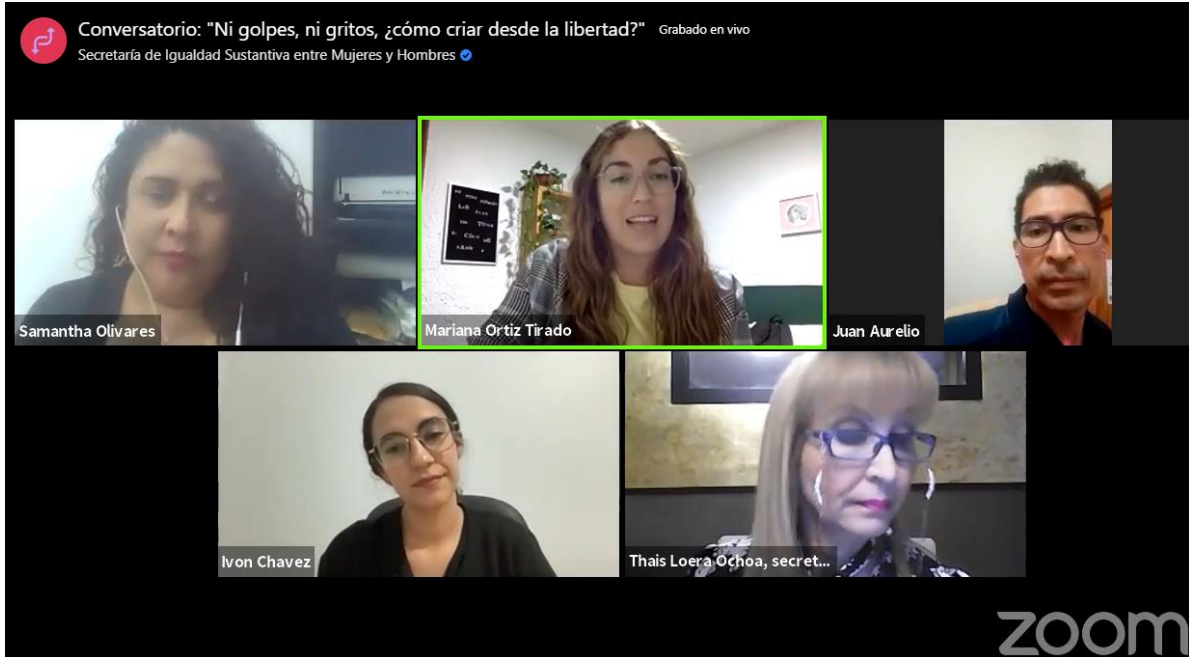 Conversatorio: "Ni golpes, ni gritos, ¿cómo criar desde la libertad?" Grabado en vivo
Secretaría de Igualdad Sustantiva entre Mujeres y Hombres
Samantha Olivares
Mariana Ortiz Tirado
Juan Aurelio
Ivon Chavez
Thais Loera Ochoa, secret...
zoom